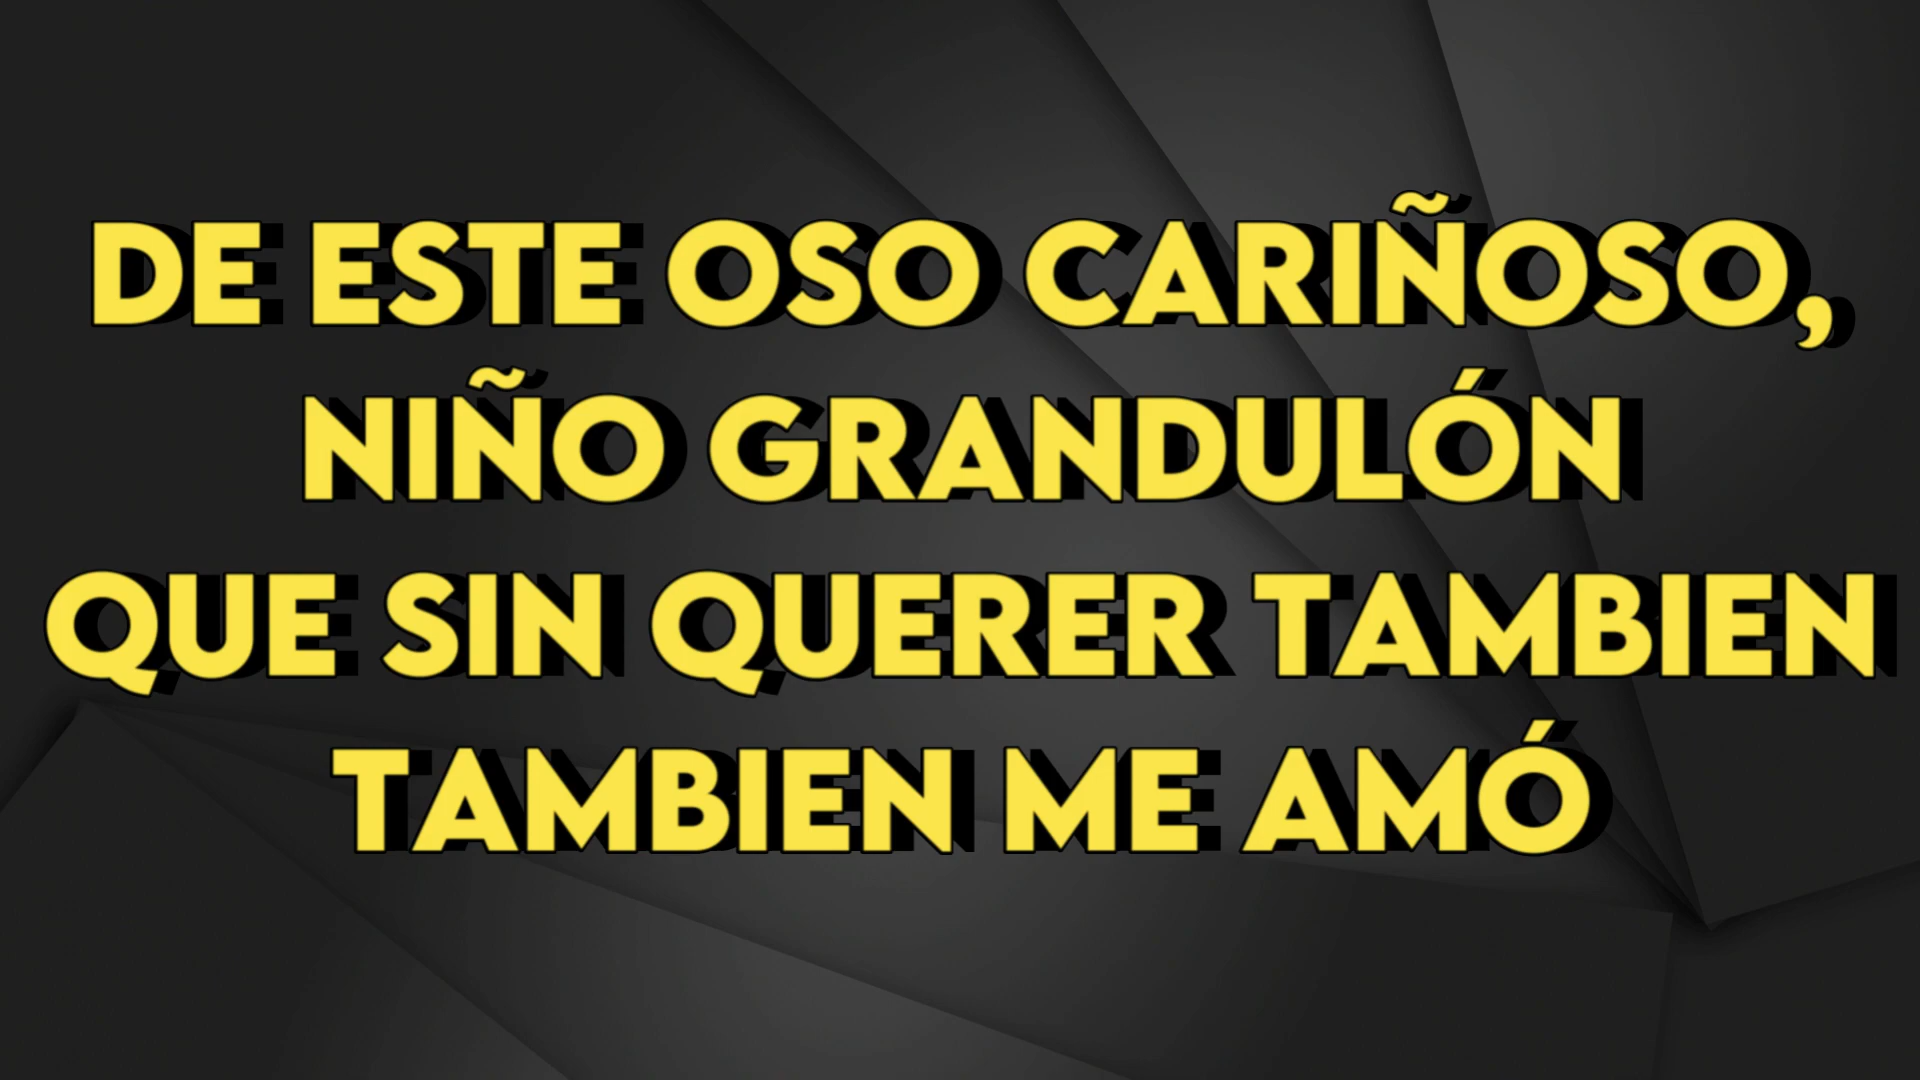 DE ESTE OSO CARIÑOSO,
NIÑO GRANDULÓN
QUE SIN QUERER TAMBIEN
TAMBIEN ME AMÓ